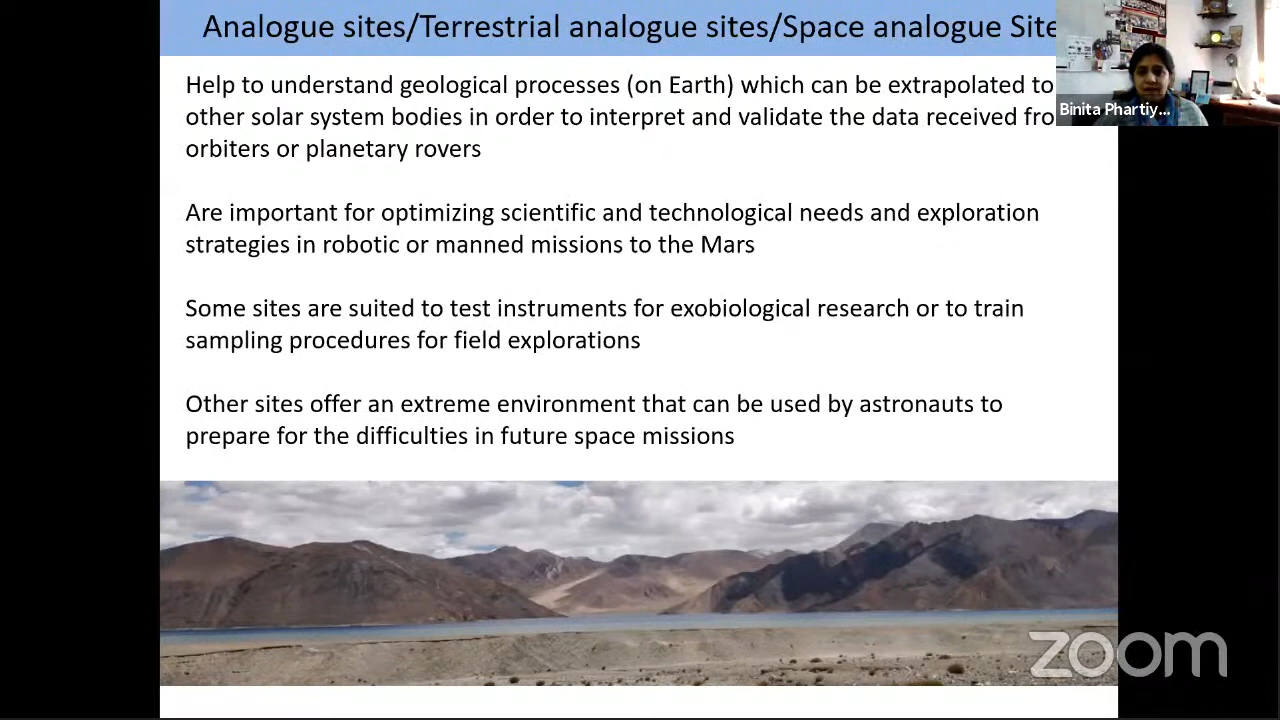 Analogue sites/Terrestrial analogue sites/Space analogue Site
Binita Phartiy...
Help to understand geological processes (on Earth) which can be extrapolated to
other solar system bodies in order to interpret and validate the data received fro
orbiters or planetary rovers
Are important for optimizing scientific and technological needs and exploration
strategies in robotic or manned missions to the Mars
Some sites are suited to test instruments for exobiological research or to train
sampling procedures for field explorations
Other sites offer an extreme environment that can be used by astronauts to
prepare for the difficulties in future space missions
zoom